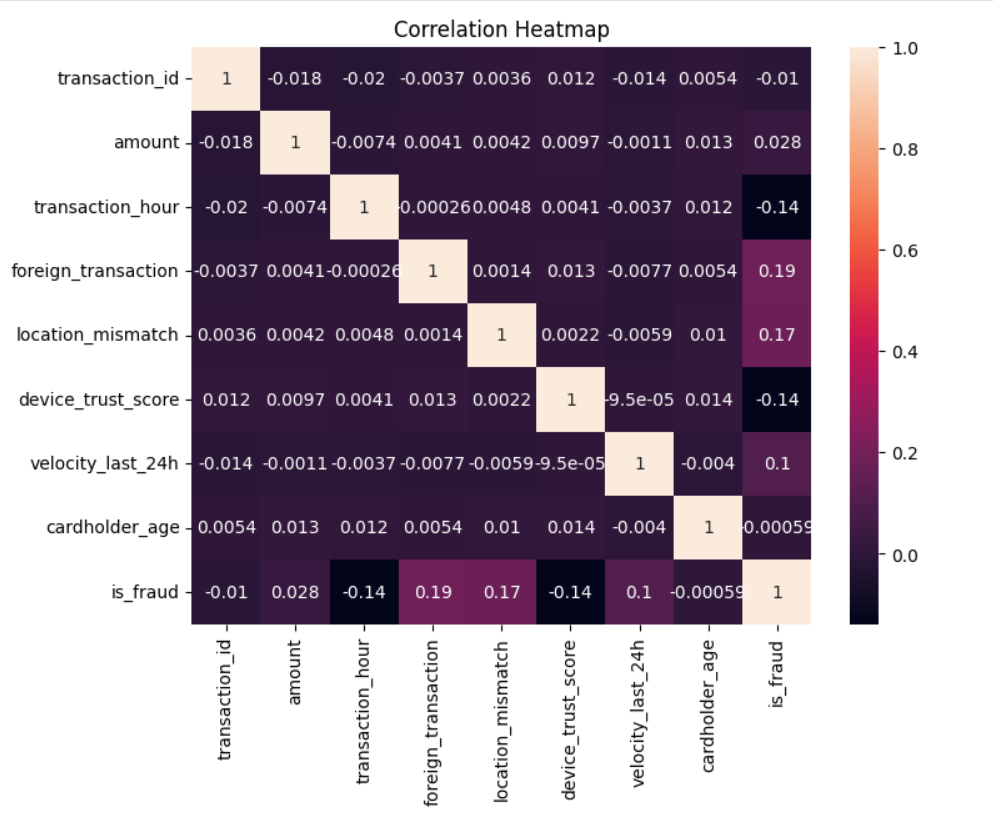 Correlation Heatmap
transaction_id 1 -0.018 -0.02 -0.0037 0.0036 0.012 -0.014 0.0054 -0.01
amount -0.018 1 -0.0074 0.0041 0.0042 0.0097 -0.0011 0.013 0.028
transaction_hour -0.02 -0.0074 1 -0.00026 0.0048 0.0041 -0.0037 0.012 -0.14
foreign_transaction -0.0037 0.0041 -0.00026 1 0.0014 0.013 -0.0077 0.0054 0.19
location_mismatch 0.0036 0.0042 0.0048 0.0014 1 0.0022 -0.0059 0.01 0.17
device_trust_score 0.012 0.0097 0.0041 0.013 0.0022 1 -9.5e-05 0.014 -0.14
velocity_last_24h -0.014 -0.0011 -0.0037 -0.0077 -0.0059 -9.5e-05 1 -0.004 0.1
cardholder_age 0.0054 0.013 0.012 0.0054 0.01 0.014 -0.004 1 -0.00059
is_fraud -0.01 0.028 -0.14 0.19 0.17 -0.14 0.1 -0.00059 1
transaction_id
amount
transaction_hour
foreign_transaction
location_mismatch
device_trust_score
velocity_last_24h
cardholder_age
is_fraud
1.0
0.8
0.6
0.4
0.2
0.0